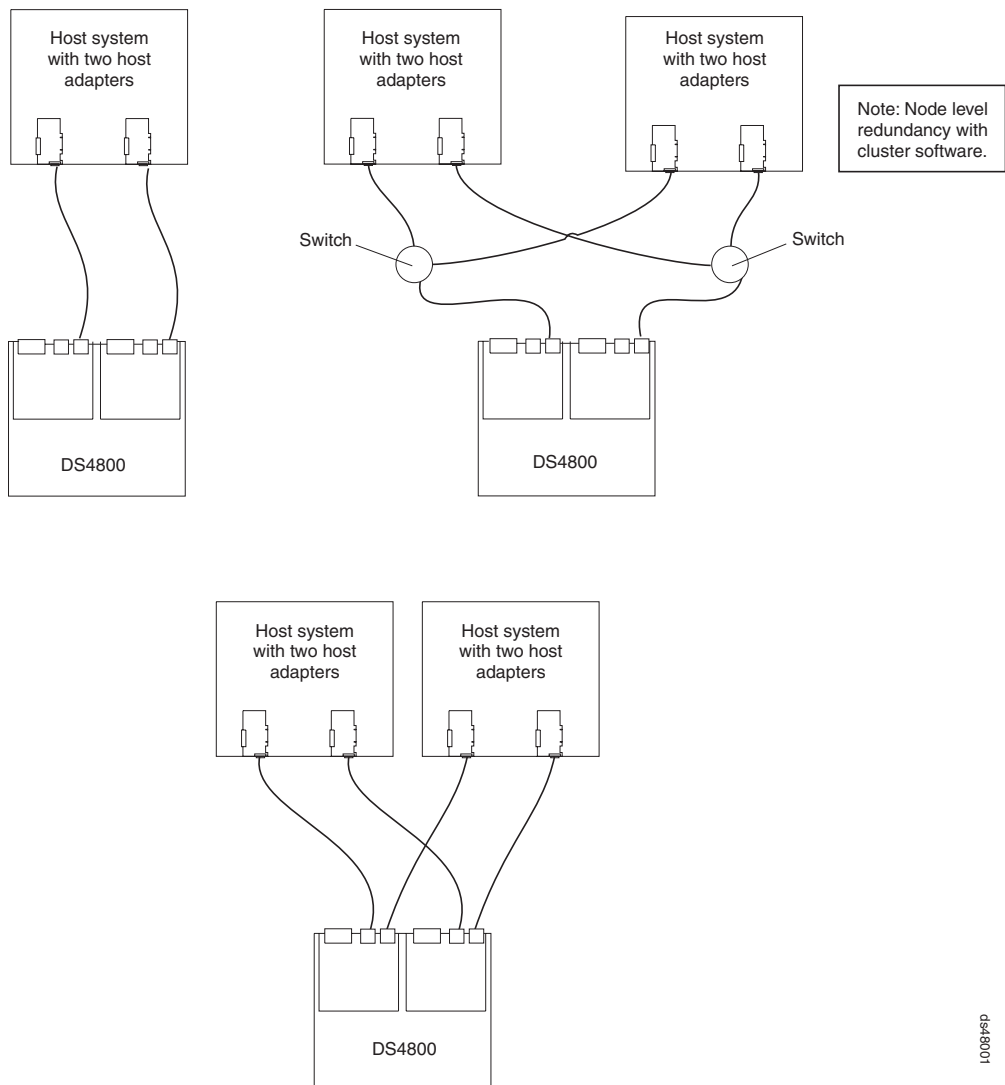 Host system
with two host
adapters
Host system
with two host
adapters
Host system
with two host
adapters
Note: Node level
redundancy with
cluster software.
Switch
Switch
DS4800
DS4800
Host system
with two host
adapters
Host system
with two host
adapters
DS4800
ds48001